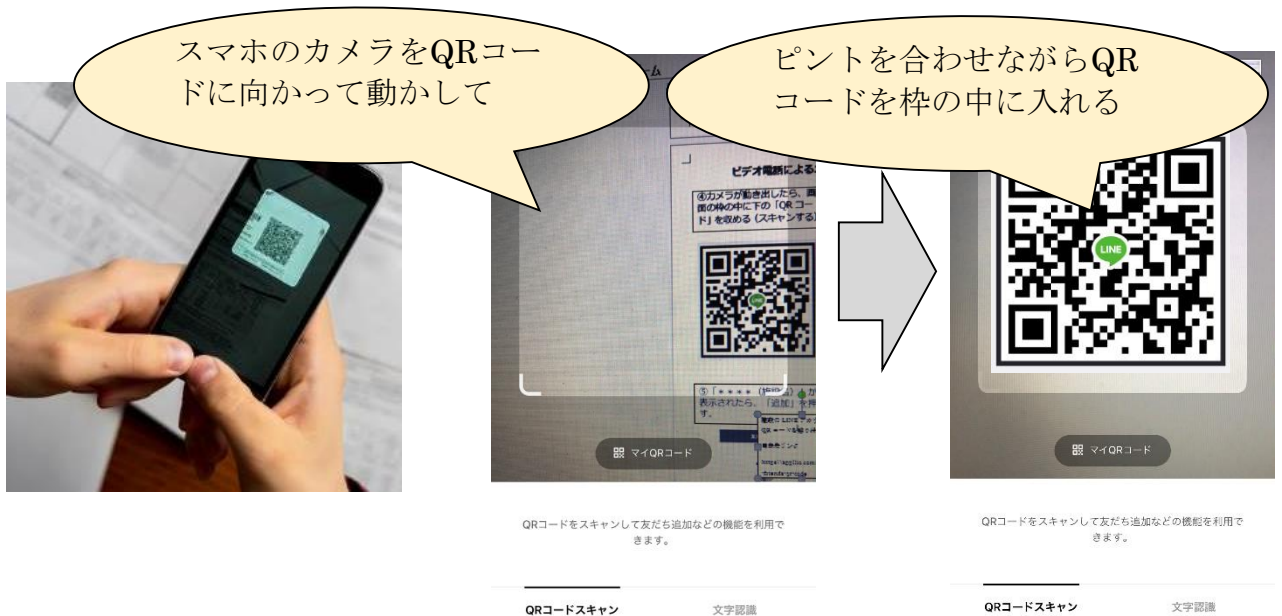 スマホのカメラをQRコー
ドに向かって動かして
ピントを合わせながらQR
コードを枠の中に入れる
ーム
ビデオ電話による
④カメラが動き出したら、画
面の枠の中に下の「QRコー
ド」を収める（スキャンする）
LINE
⑤「＊＊＊＊
表示されたら、「追加」を押
す。
マイQRコード
マイQRコード
QRコードをスキャンして友だち追加などの機能を利用で
きます。
QRコードをスキャンして友だち追加などの機能を利用で
きます。
QRコードスキャン
文字認識
QRコードスキャン
文字認識